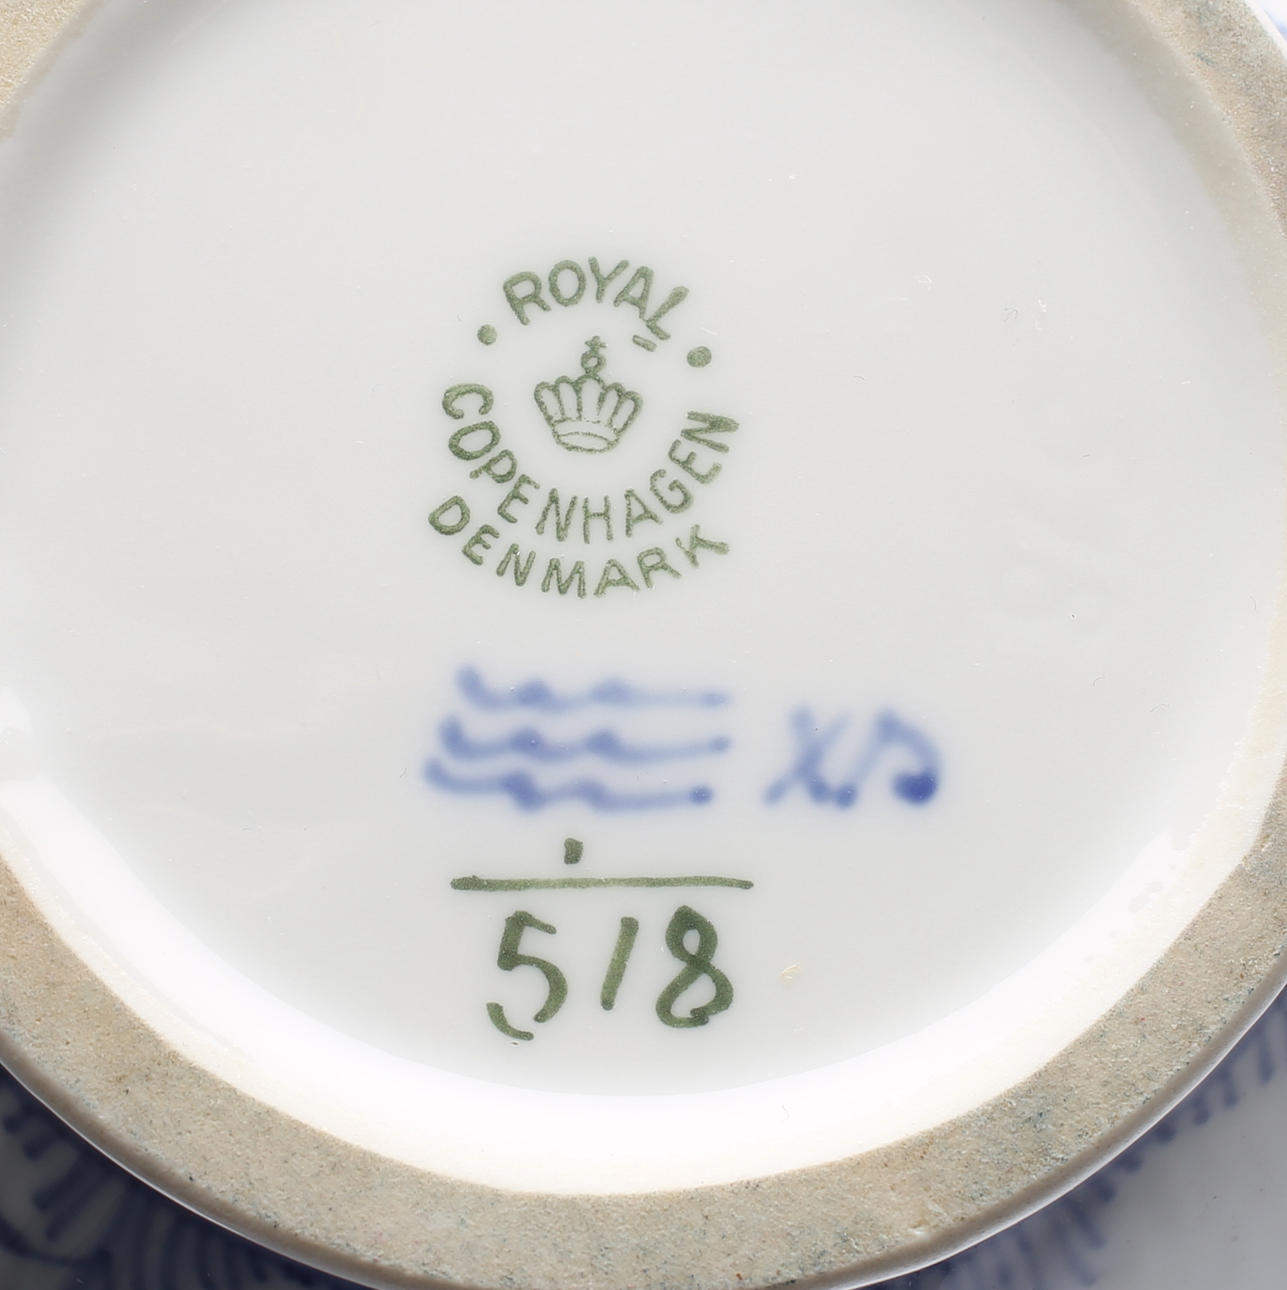 ROYAL
COPENHAGEN
DENMARK
518